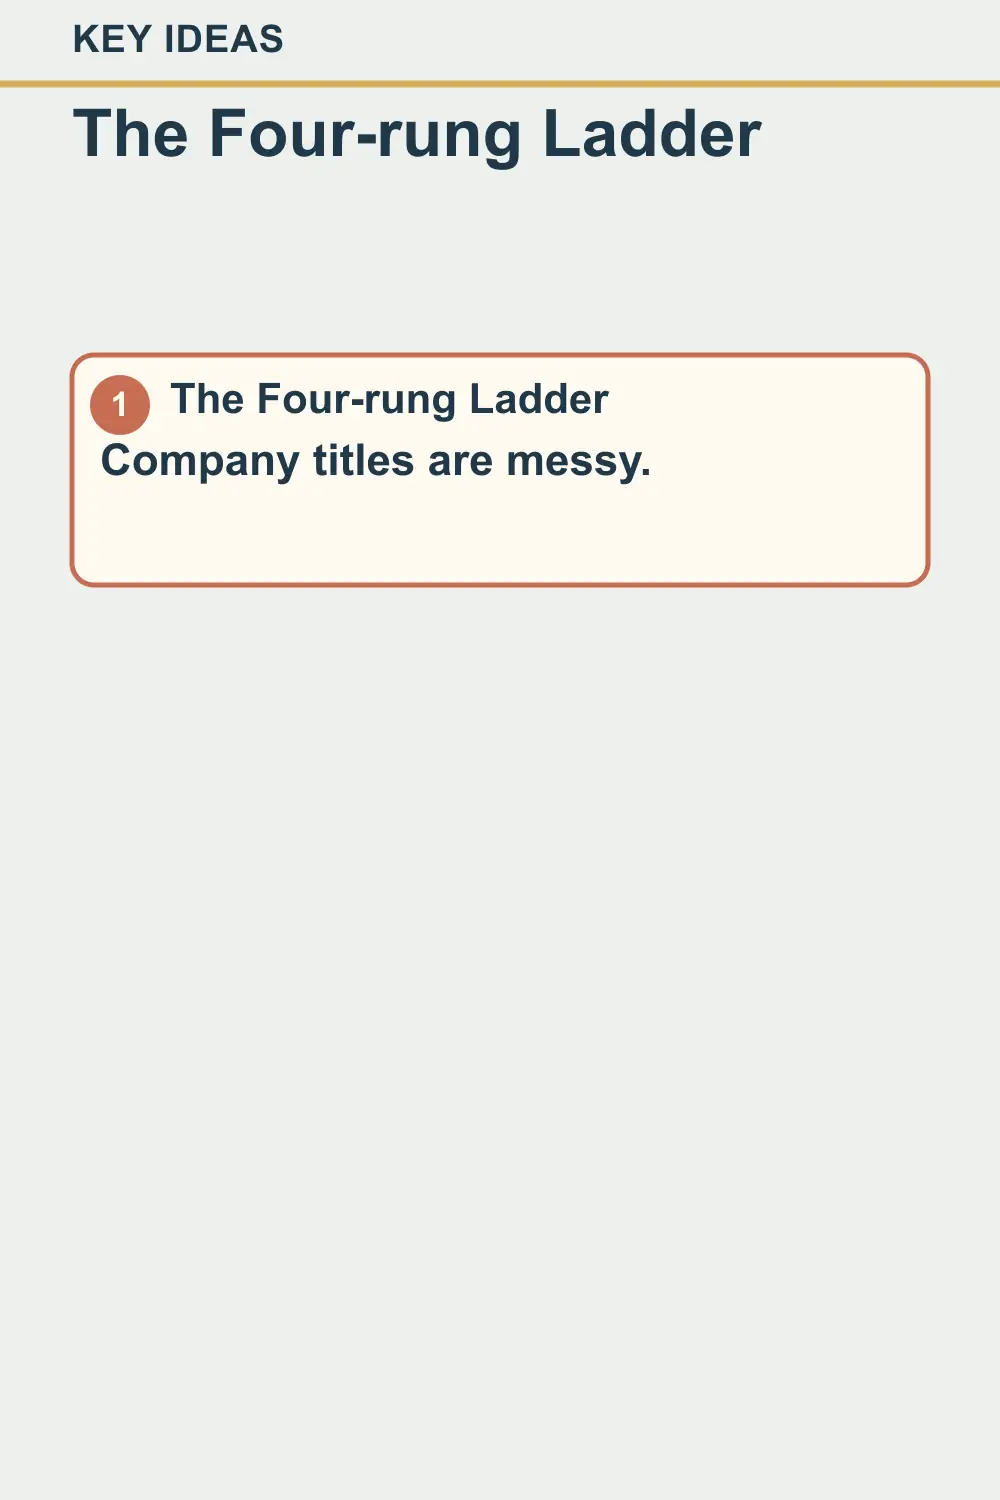 KEY IDEAS
The Four-rung Ladder
1 The Four-rung Ladder
Company titles are messy.